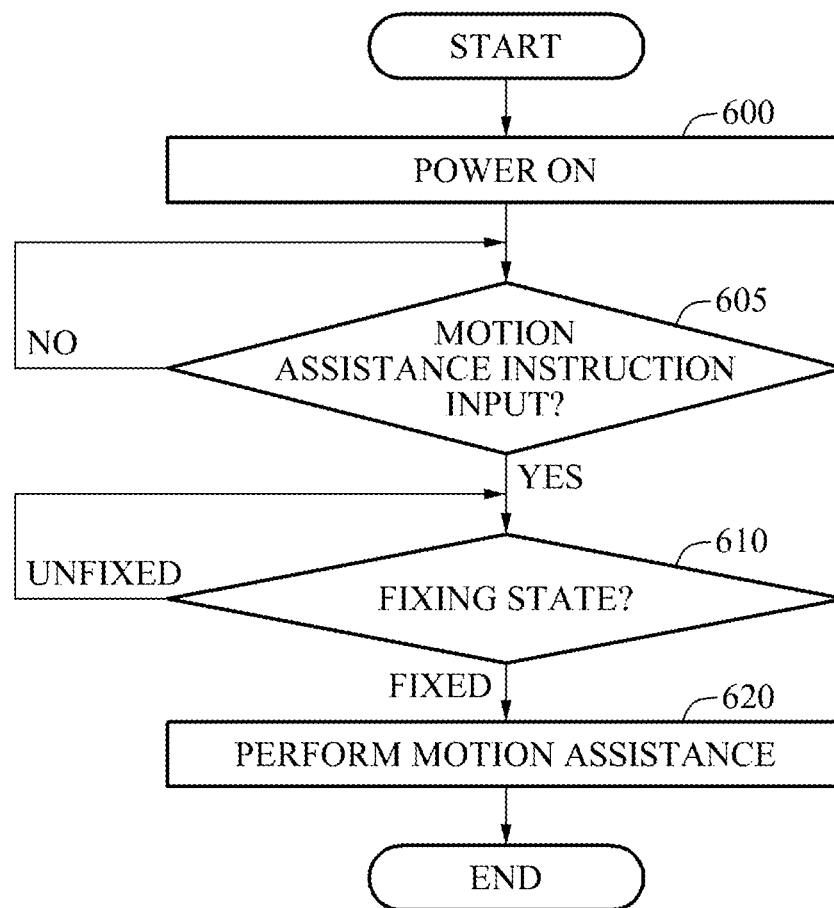 START
600
POWER ON
605
NO
MOTION
ASSISTANCE INSTRUCTION
INPUT?
YES
610
UNFIXED
FIXING STATE?
FIXED
620
PERFORM MOTION ASSISTANCE
END